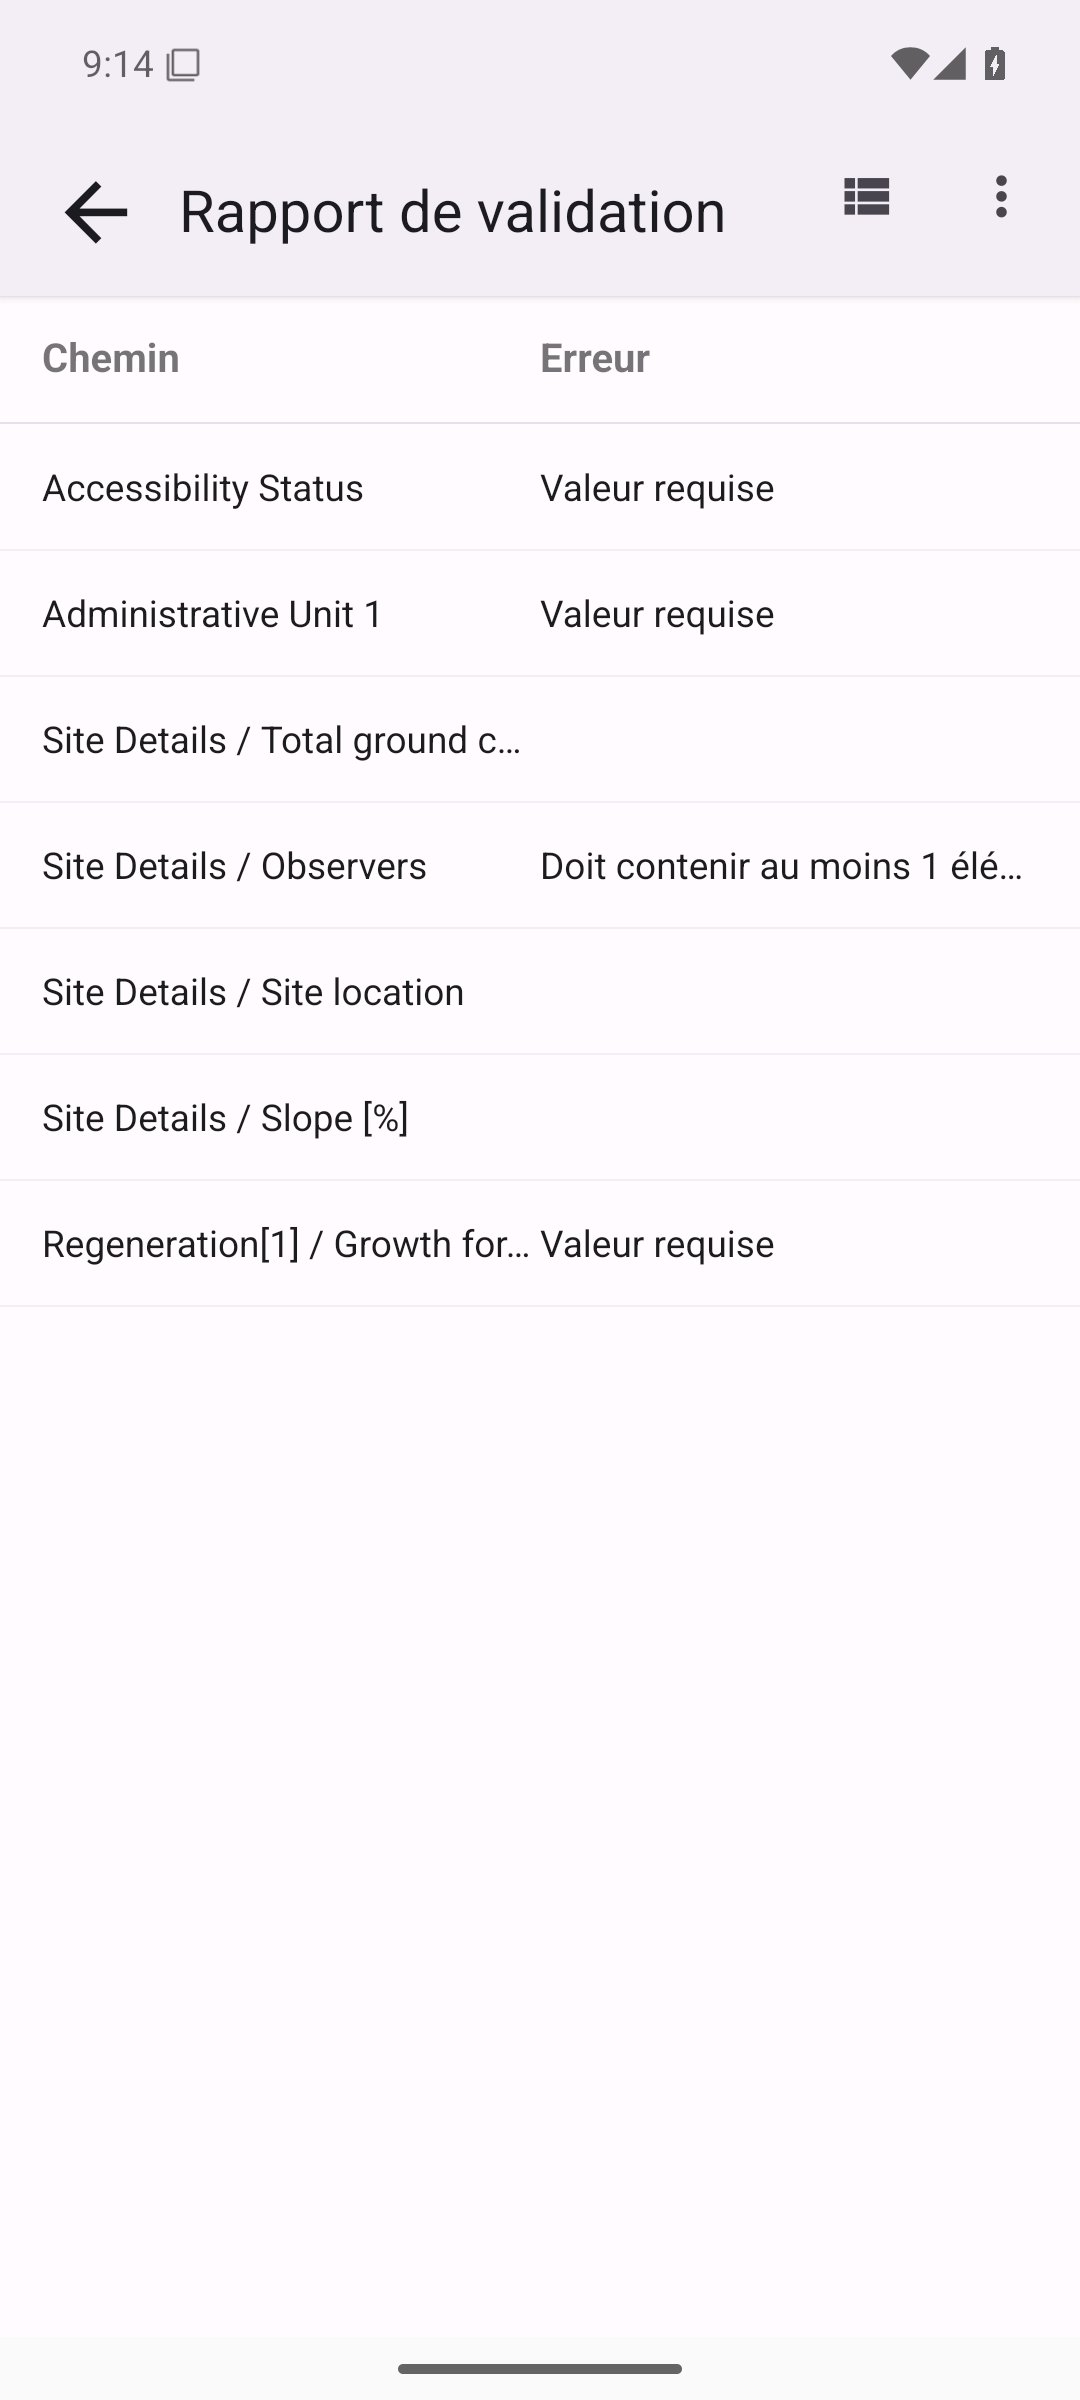 9:14
Rapport de validation
Chemin Erreur
Accessibility Status Valeur requise
Administrative Unit 1 Valeur requise
Site Details / Total ground c...
Site Details / Observers Doit contenir au moins 1 élé...
Site Details / Site location
Site Details / Slope [%]
Regeneration[1] / Growth for... Valeur requise